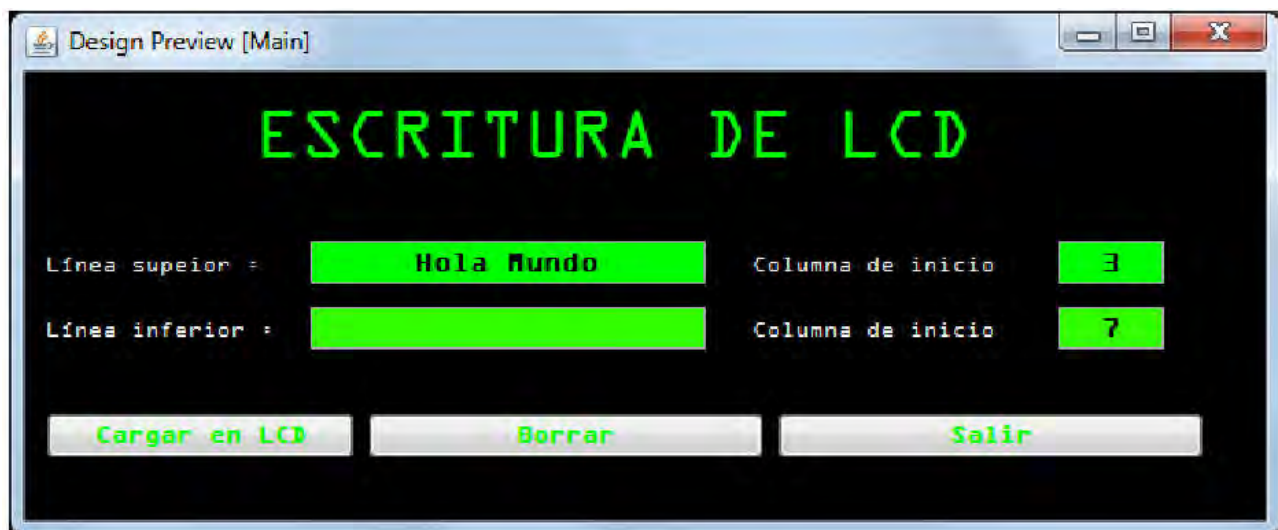 Design Preview [Main]
ESCRITURA DE LCD
Línea supeior : Hola Mundo Columna de inicio 3
Línea inferior : Columna de inicio 7
Cargar en LCD Borrar Salir